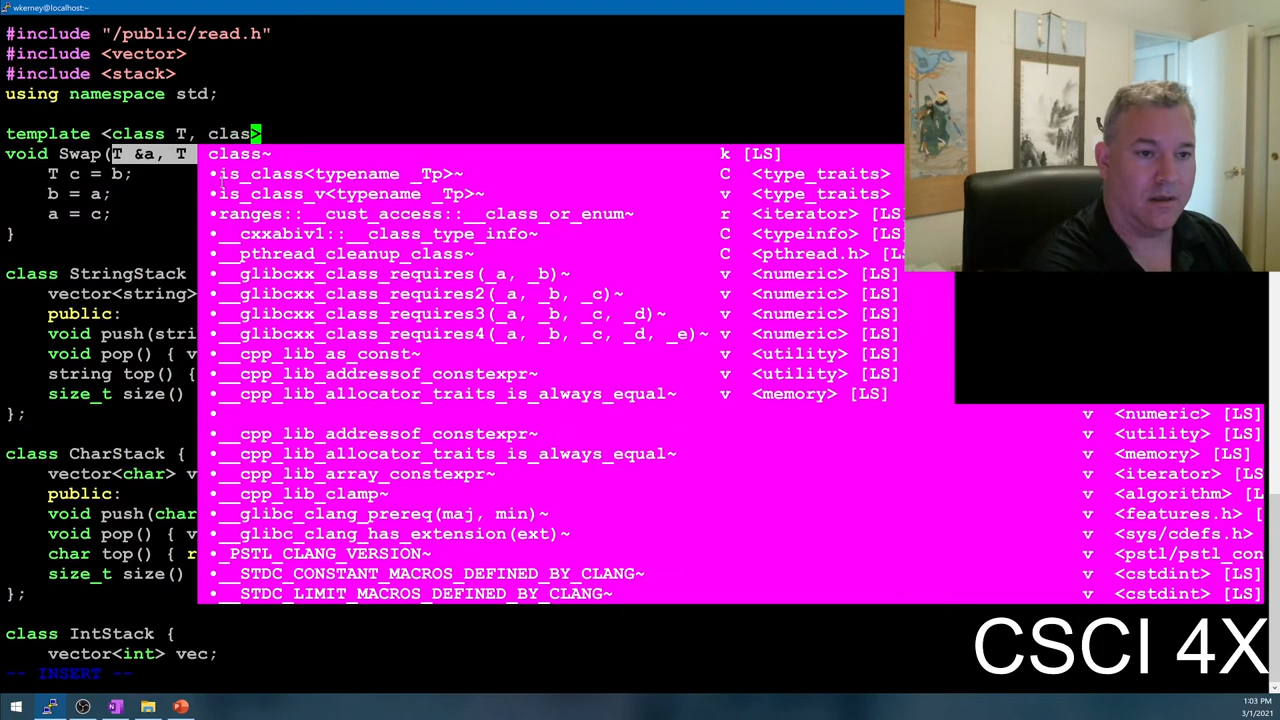 wkerney@localhost:~
#include "/public/read.h"
#include <vector>
#include <stack>
using namespace std;
template <class T, clas>
void Swap(T &a, T
T c = b;
b = a;
a = c;
}
class StringStack
vector<string>
public:
void push(stri
void pop() { v
string top() {
size_t size()
};
class CharStack {
vector<char> v
public:
void push(char
void pop() { v
char top() { r
size_t size()
};
class IntStack {
vector<int> vec;
-- INSERT --
class~ k [LS]
•is_class<typename _Tp>~ C <type_traits>
•is_class_v<typename _Tp>~ v <type_traits>
•ranges::__cust_access::__class_or_enum~ r <iterator> [LS]
•__cxxabiv1::__class_type_info~ C <typeinfo> [LS
•__pthread_cleanup_class~ C <pthread.h> [L
•__glibcxx_class_requires(_a, _b)~ v <numeric> [LS]
•__glibcxx_class_requires2(_a, _b, _c)~ v <numeric> [LS]
•__glibcxx_class_requires3(_a, _b, _c, _d)~ v <numeric> [LS]
•__glibcxx_class_requires4(_a, _b, _c, _d, _e)~ v <numeric> [LS]
•__cpp_lib_as_const~ v <utility> [LS]
•__cpp_lib_addressof_constexpr~ v <utility> [LS]
•__cpp_lib_allocator_traits_is_always_equal~ v <memory> [LS]
• v <numeric> [LS]
•__cpp_lib_addressof_constexpr~ v <utility> [LS]
•__cpp_lib_allocator_traits_is_always_equal~ v <memory> [LS]
•__cpp_lib_array_constexpr~ v <iterator> [LS]
•__cpp_lib_clamp~ v <algorithm> [L
•__glibc_clang_prereq(maj, min)~ v <features.h> [
•__glibc_clang_has_extension(ext)~ v <sys/cdefs.h>
•_PSTL_CLANG_VERSION~ v <pstl/pstl_con
•__STDC_CONSTANT_MACROS_DEFINED_BY_CLANG~ v <cstdint> [LS]
•__STDC_LIMIT_MACROS_DEFINED_BY_CLANG~ v <cstdint> [LS]
CSCI 4X
1:03 PM
3/1/2021